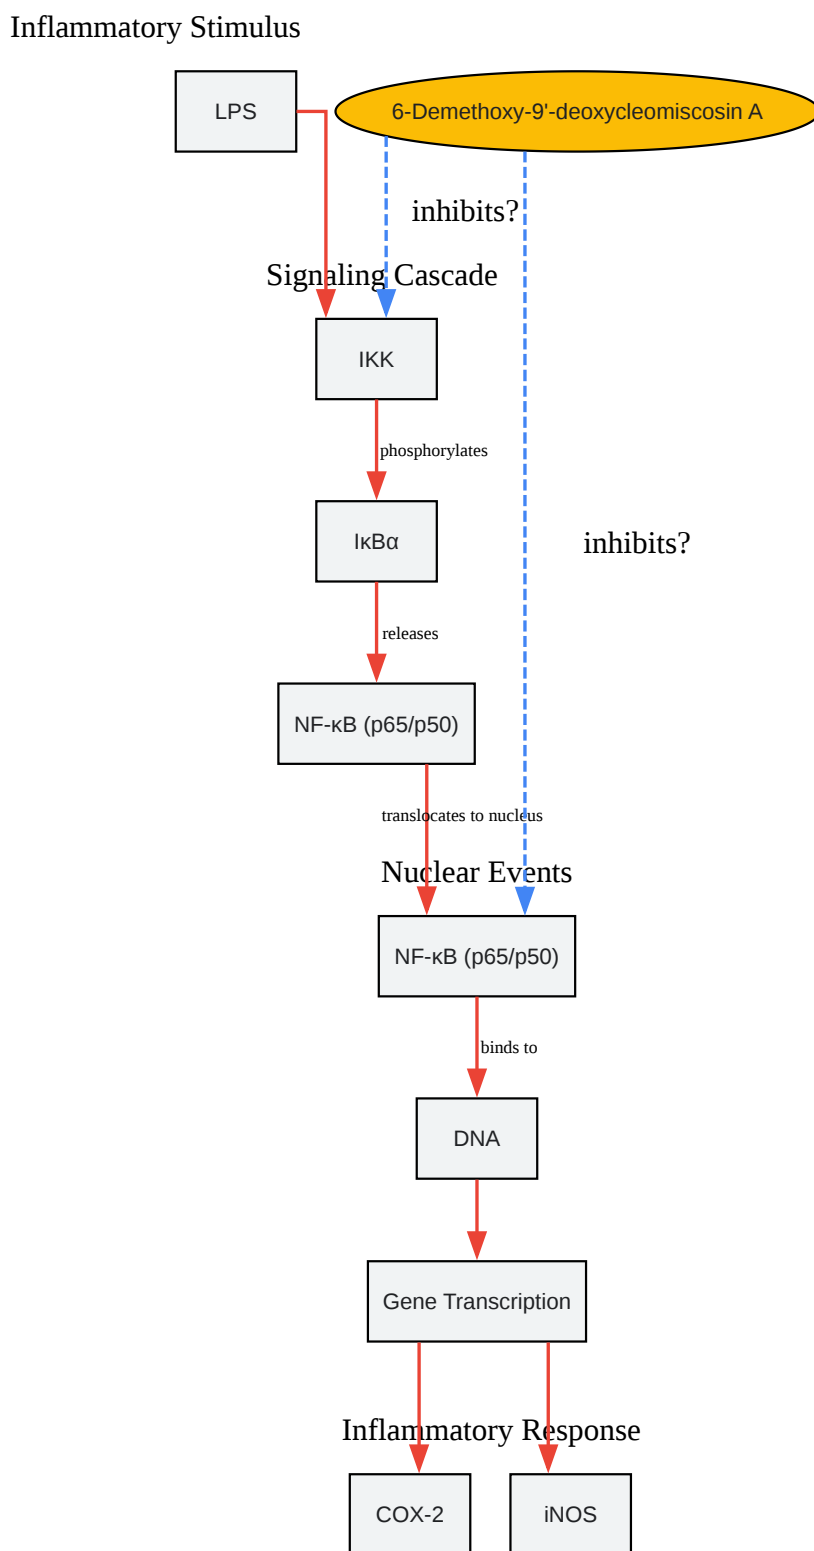 Inflammatory Stimulus
LPS
6-Demethoxy-9'-deoxycleomiscosin A
inhibits?
Signaling Cascade
IKK
phosphorylates
IκBα
inhibits?
releases
NF-κB (p65/p50)
translocates to nucleus
Nuclear Events
NF-κB (p65/p50)
binds to
DNA
Gene Transcription
Inflammatory Response
COX-2
iNOS